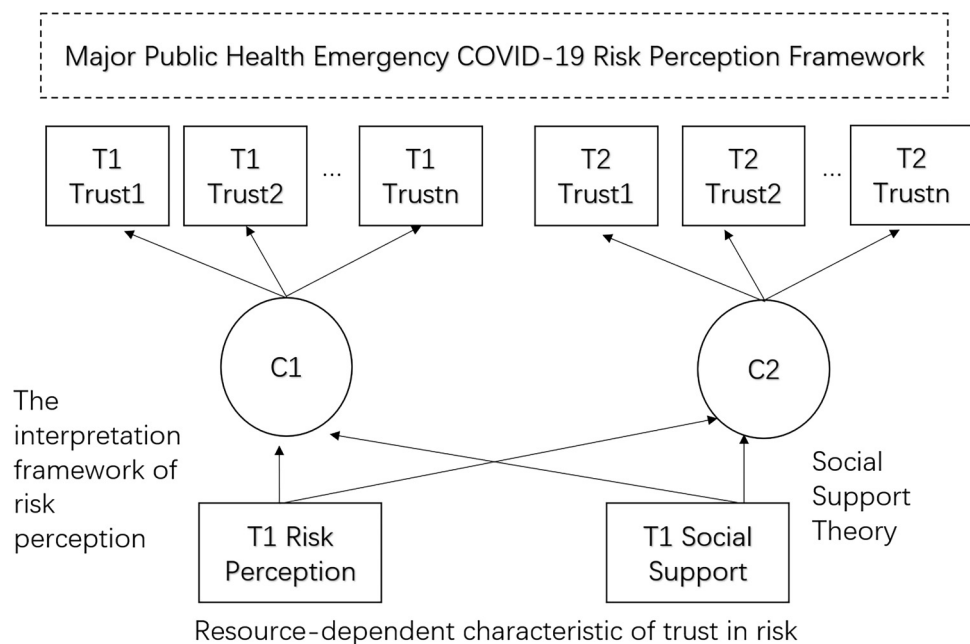 Major Public Health Emergency COVID-19 Risk Perception Framework
T1
Trust1
T1
Trust2
...
T1
Trustn
T2
Trust1
T2
Trust2
...
T2
Trustn
C1
C2
The
interpretation
framework of
risk
perception
Social
Support
Theory
T1 Risk
Perception
T1 Social
Support
Resource-dependent characteristic of trust in risk